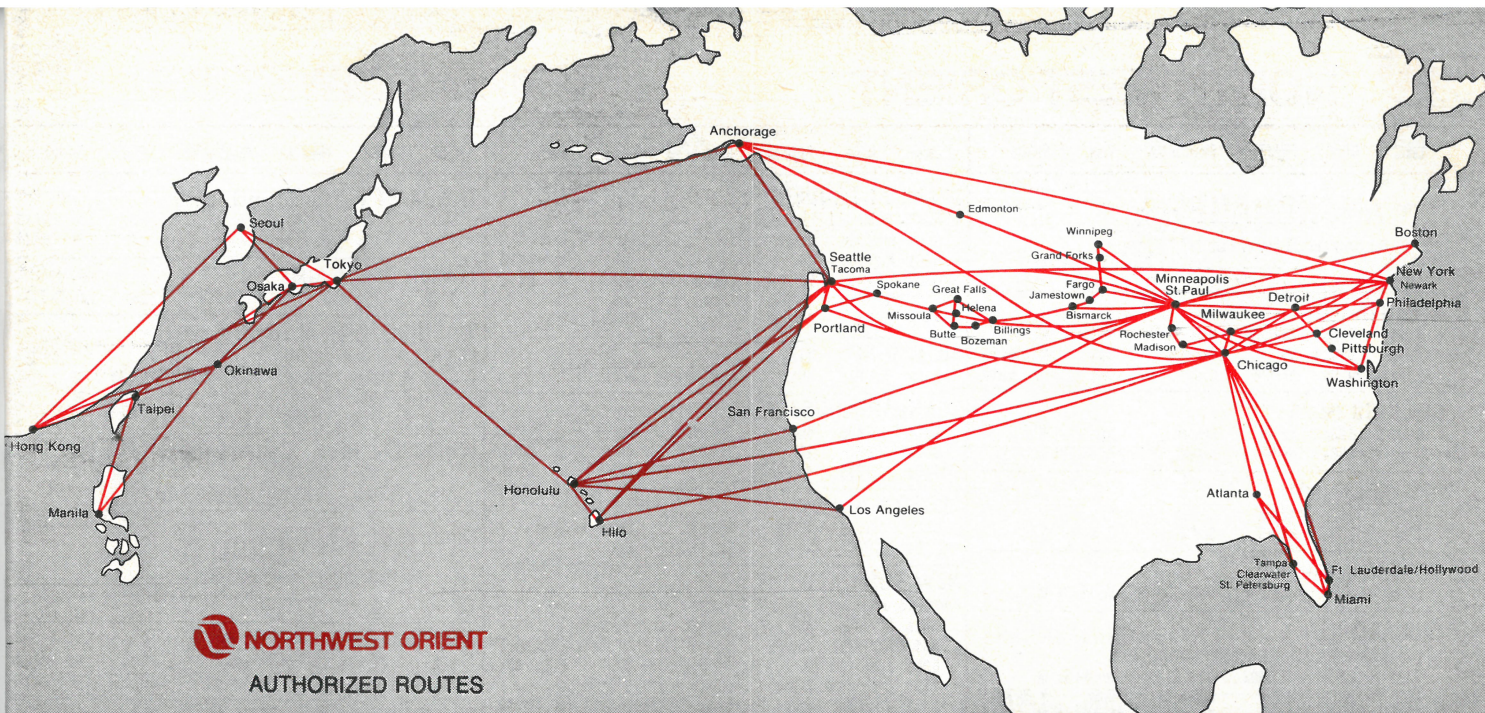 Anchorage
Edmonton
Seoul
Winnipeg
Boston
Grand Forks
Tokyo
Seattle
Tacoma
New York
Newark
Osaka
Spokane
Great Falls
Fargo
Minneapolis
St. Paul
Detroit
Jamestown
Philadelphia
Missoula
Helena
Bismarck
Milwaukee
Portland
Butte
Billings
Rochester
Cleveland
Bozeman
Madison
Pittsburgh
Okinawa
Chicago
Washington
Taipei
San Francisco
Hong Kong
Honolulu
Atlanta
Manila
Los Angeles
Hilo
Tampa
Clearwater
St. Petersburg
Ft Lauderdale/Hollywood
Miami
NORTHWEST ORIENT
AUTHORIZED ROUTES